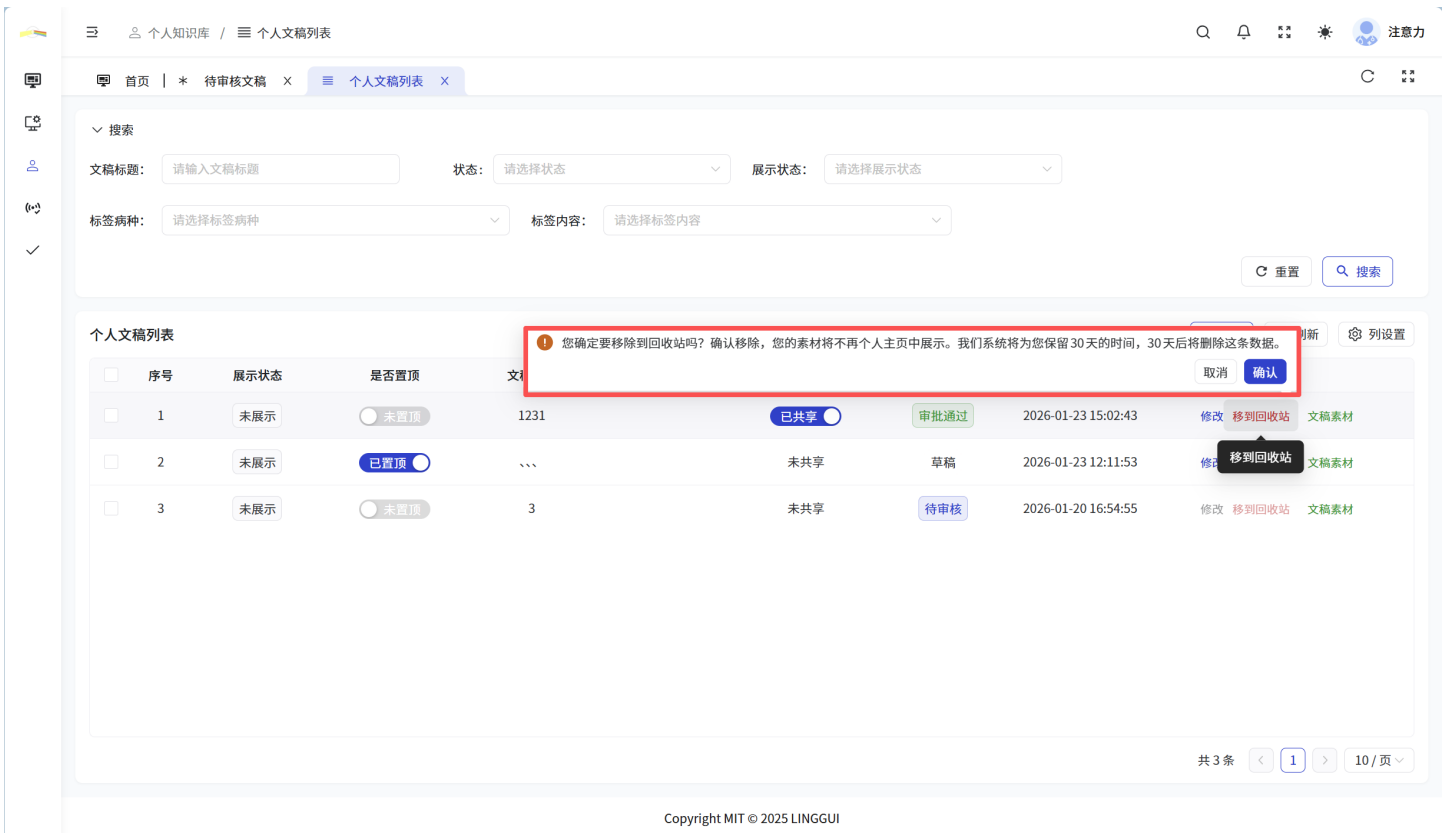 个人知识库 / 个人文稿列表
注意力
首页 | 待审核文稿 X 个人文稿列表 X
搜索
文稿标题： 请输入文稿标题 状态： 请选择状态 展示状态： 请选择展示状态
标签病种： 请选择标签病种 标签内容： 请选择标签内容
重置 搜索
个人文稿列表 列设置
您确定要移除到回收站吗？确认移除，您的素材将不再个人主页中展示。我们系统将为您保留30天的时间，30天后将删除这条数据。
取消 确认
序号 展示状态 是否置顶
1 未展示 未置顶 1231 已共享 审批通过 2026-01-23 15:02:43 修改 移到回收站 文稿素材
移到回收站
2 未展示 已置顶 、、、 未共享 草稿 2026-01-23 12:11:53 文稿素材
3 未展示 未置顶 3 未共享 待审核 2026-01-20 16:54:55 修改 移到回收站 文稿素材
共 3 条 < 1 > 10 / 页
Copyright MIT © 2025 LINGGUI